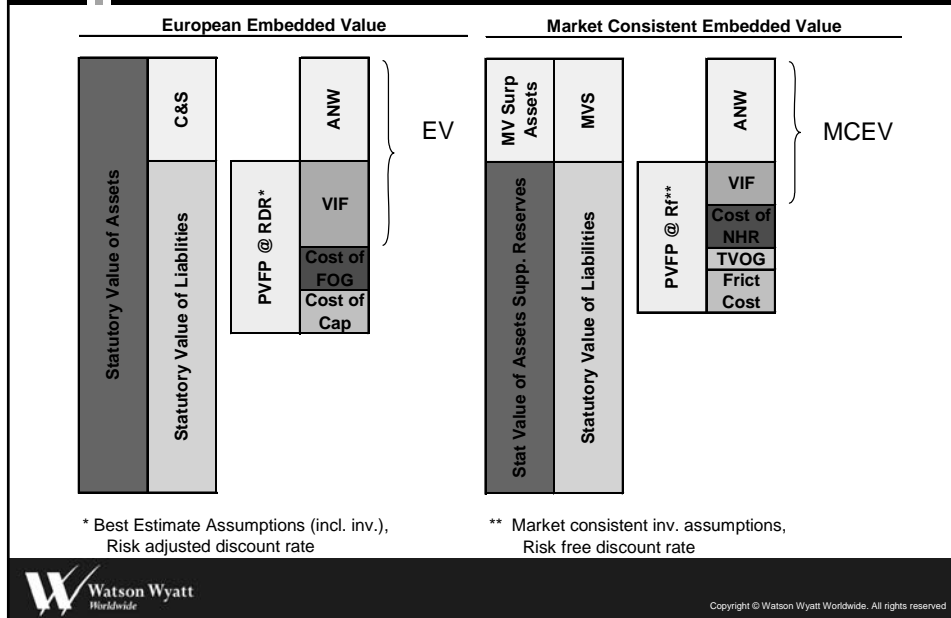 European Embedded Value
Statutory Value of Assets
C&S
Statutory Value of Liablities
PVFP @ RDR*
ANW
VIF
Cost of
FOG
Cost of
Cap
EV
* Best Estimate Assumptions (incl. inv.),
Risk adjusted discount rate
Market Consistent Embedded Value
MV Surp
Assets
Stat Value of Assets Supp. Reserves
MVS
Statutory Value of Liabilities
PVFP @ Rf**
ANW
VIF
Cost of
NHR
TVOG
Frict
Cost
MCEV
** Market consistent inv. assumptions,
Risk free discount rate
Watson Wyatt
Worldwide
Copyright © Watson Wyatt Worldwide. All rights reserved